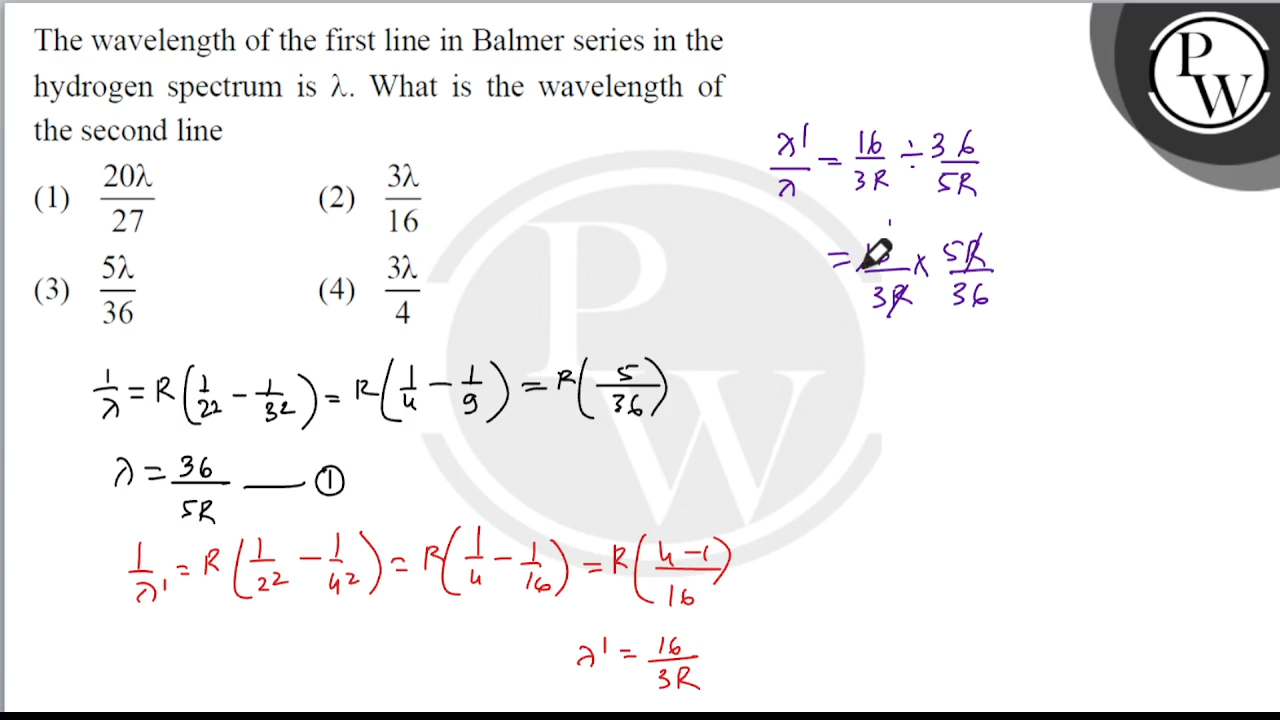 The wavelength of the first line in Balmer series in the
hydrogen spectrum is λ. What is the wavelength of
the second line
(1) 20λ/27 (2) 3λ/16
(3) 5λ/36 (4) 3λ/4
1/λ = R(1/2² − 1/3²) = R(1/4 − 1/9) = R(5/36)
λ = 36/5R —— ①
1/λ' = R(1/2² − 1/4²) = R(1/4 − 1/16) = R(4−1/16)
λ' = 16/3R
λ'/λ = 16/3R ÷ 36/5R
= /3R × 5R/36
P
W
P
W